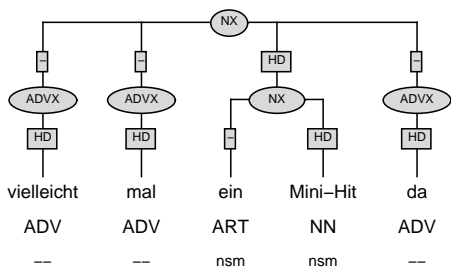 NX
– – HD –
ADVX ADVX NX ADVX
HD HD – HD HD
vielleicht mal ein Mini–Hit da
ADV ADV ART NN ADV
–– –– nsm nsm ––